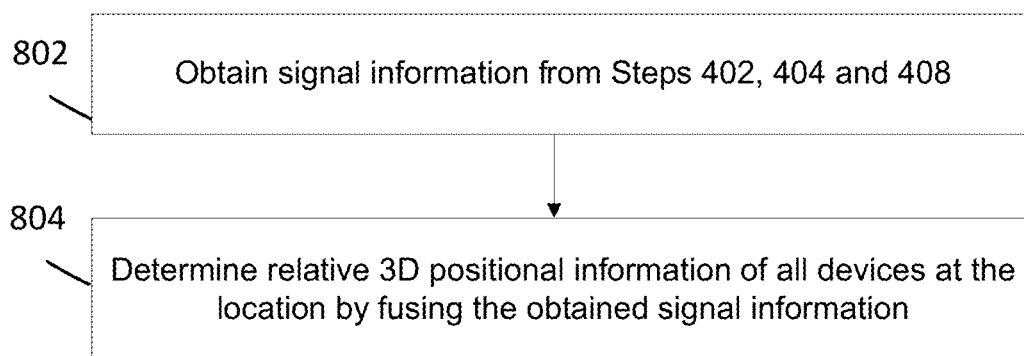 802
Obtain signal information from Steps 402, 404 and 408
804
Determine relative 3D positional information of all devices at the
location by fusing the obtained signal information